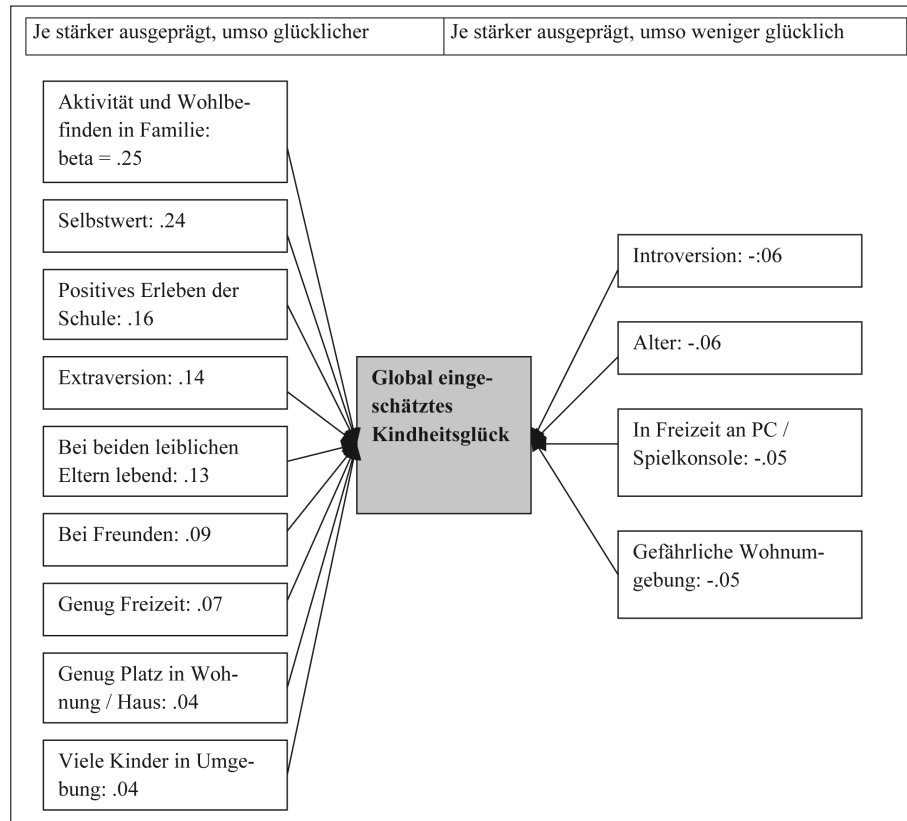 Je stärker ausgeprägt, umso glücklicher
Je stärker ausgeprägt, umso weniger glücklich
Aktivität und Wohlbe-
finden in Familie:
beta = .25
Selbstwert: .24
Positives Erleben der
Schule: .16
Extraversion: .14
Bei beiden leiblichen
Eltern lebend: .13
Bei Freunden: .09
Genug Freizeit: .07
Genug Platz in Woh-
nung / Haus: .04
Viele Kinder in Umge-
bung: .04
Global einge-
schätztes
Kindheitsglück
Introversion: -:06
Alter: -.06
In Freizeit an PC /
Spielkonsole: -.05
Gefährliche Wohnum-
gebung: -.05